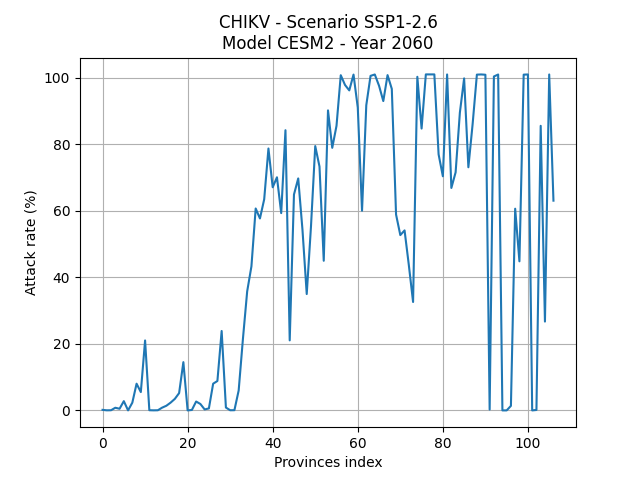 CHIKV - Scenario SSP1-2.6
Model CESM2 - Year 2060
100
80
60
40
20
0
Attack rate (%)
0 20 40 60 80 100
Provinces index